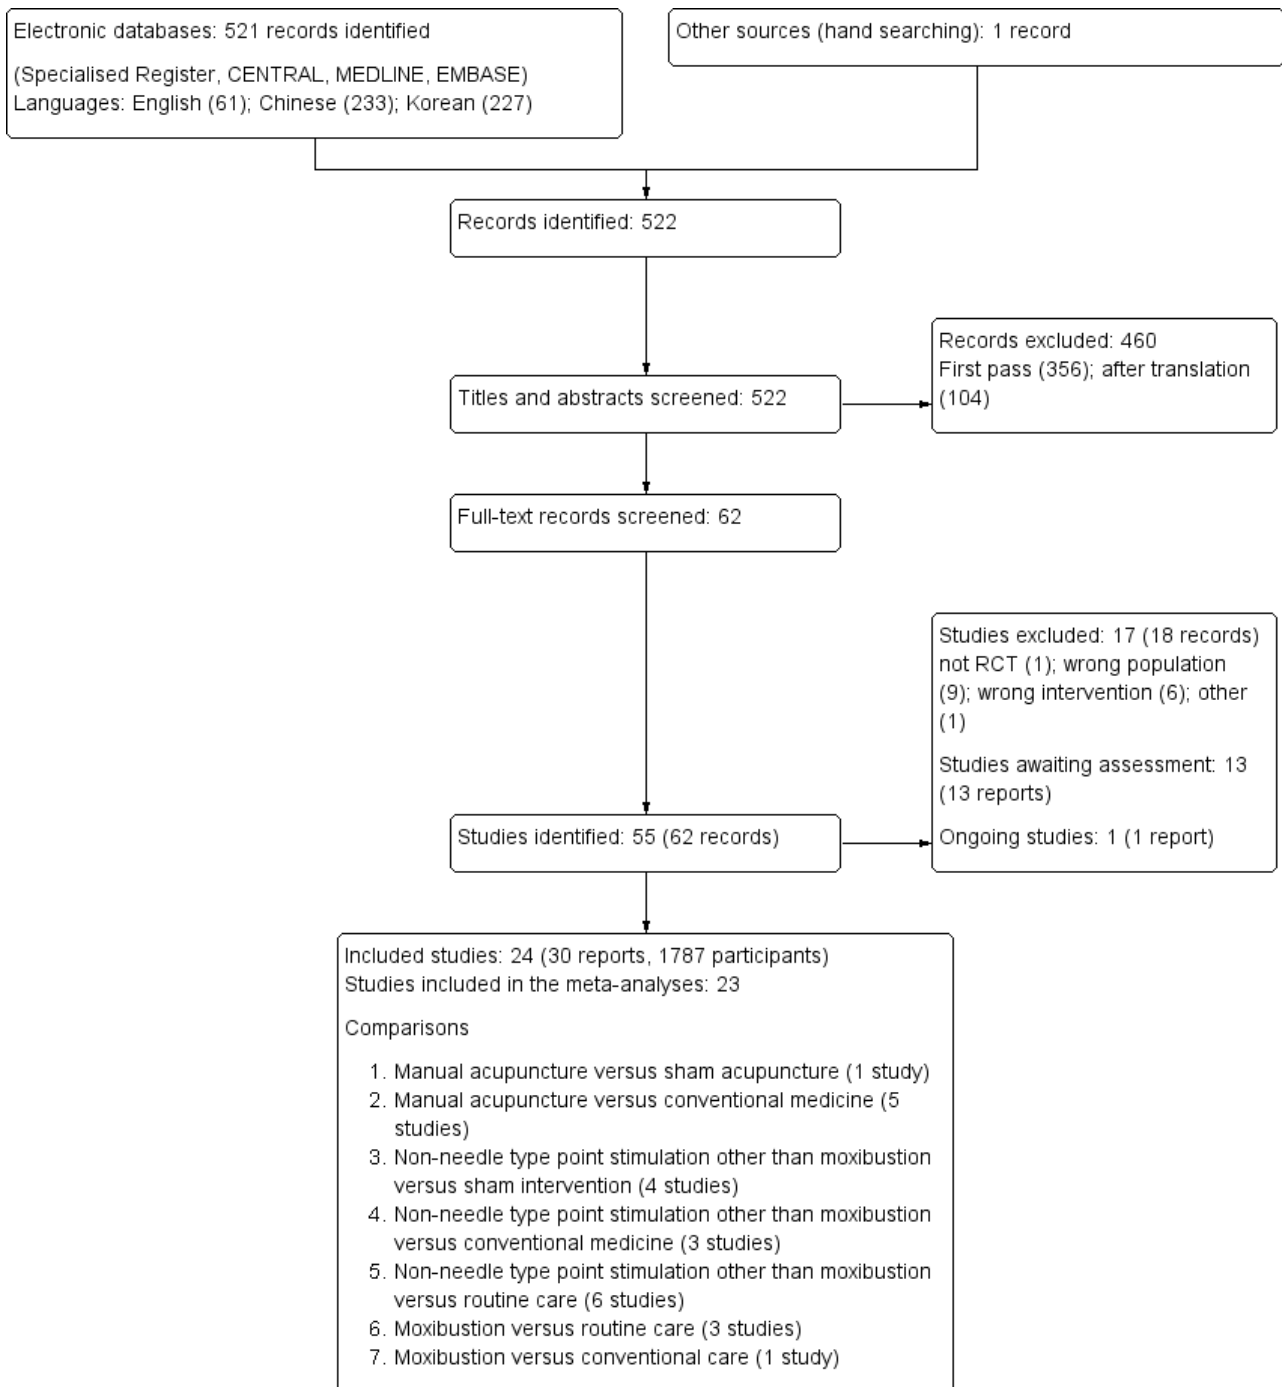 Electronic databases: 521 records identified
(Specialised Register, CENTRAL, MEDLINE, EMBASE)
Languages: English (61); Chinese (233); Korean (227)
Other sources (hand searching): 1 record
Records identified: 522
Titles and abstracts screened: 522
Records excluded: 460
First pass (356); after translation
(104)
Full-text records screened: 62
Studies identified: 55 (62 records)
Studies excluded: 17 (18 records)
not RCT (1); wrong population
(9); wrong intervention (6); other
(1)
Studies awaiting assessment: 13
(13 reports)
Ongoing studies: 1 (1 report)
Included studies: 24 (30 reports, 1787 participants)
Studies included in the meta-analyses: 23
Comparisons
1. Manual acupuncture versus sham acupuncture (1 study)
2. Manual acupuncture versus conventional medicine (5
studies)
3. Non-needle type point stimulation other than moxibustion
versus sham intervention (4 studies)
4. Non-needle type point stimulation other than moxibustion
versus conventional medicine (3 studies)
5. Non-needle type point stimulation other than moxibustion
versus routine care (6 studies)
6. Moxibustion versus routine care (3 studies)
7. Moxibustion versus conventional care (1 study)